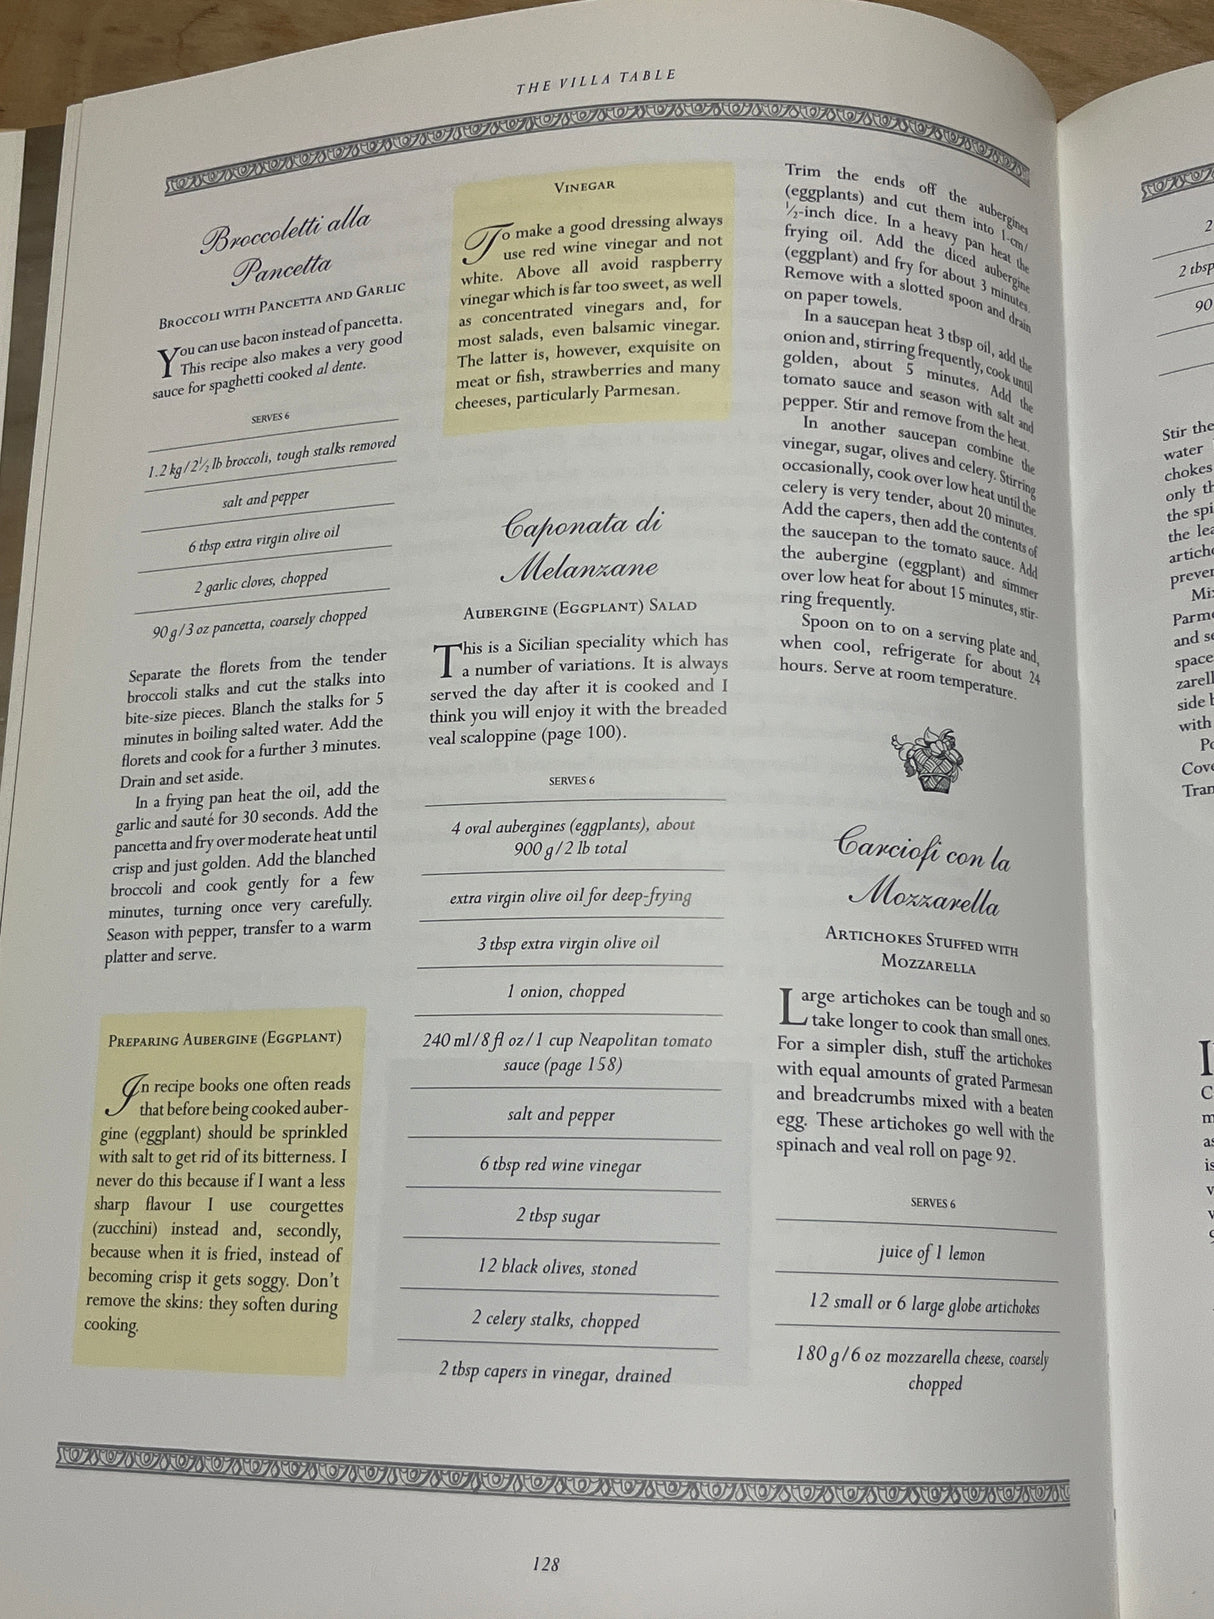 THE VILLA TABLE
Broccoletti alla
Pancetta
BROCCOLI WITH PANCETTA AND GARLIC
You can use bacon instead of pancetta.
This recipe also makes a very good
sauce for spaghetti cooked al dente.
SERVES 6
1.2 kg/2½ lb broccoli, tough stalks removed
salt and pepper
6 tbsp extra virgin olive oil
2 garlic cloves, chopped
90 g/3 oz pancetta, coarsely chopped
Separate the florets from the tender
broccoli stalks and cut the stalks into
bite-size pieces. Blanch the stalks for 5
minutes in boiling salted water. Add the
florets and cook for a further 3 minutes.
Drain and set aside.
In a frying pan heat the oil, add the
garlic and sauté for 30 seconds. Add the
pancetta and fry over moderate heat until
crisp and just golden. Add the blanched
broccoli and cook gently for a few
minutes, turning once very carefully.
Season with pepper, transfer to a warm
platter and serve.
PREPARING AUBERGINE (EGGPLANT)
In recipe books one often reads
that before being cooked auber-
gine (eggplant) should be sprinkled
with salt to get rid of its bitterness. I
never do this because if I want a less
sharp flavour I use courgettes
(zucchini) instead and, secondly,
because when it is fried, instead of
becoming crisp it gets soggy. Don't
remove the skins: they soften during
cooking.
VINEGAR
To make a good dressing always
use red wine vinegar and not
white. Above all avoid raspberry
vinegar which is far too sweet, as well
as concentrated vinegars and, for
most salads, even balsamic vinegar.
The latter is, however, exquisite on
meat or fish, strawberries and many
cheeses, particularly Parmesan.
Caponata di
Melanzane
AUBERGINE (EGGPLANT) SALAD
This is a Sicilian speciality which has
a number of variations. It is always
served the day after it is cooked and I
think you will enjoy it with the breaded
veal scaloppine (page 100).
SERVES 6
4 oval aubergines (eggplants), about
900 g/2 lb total
extra virgin olive oil for deep-frying
3 tbsp extra virgin olive oil
1 onion, chopped
240 ml/8 fl oz/1 cup Neapolitan tomato
sauce (page 158)
salt and pepper
6 tbsp red wine vinegar
2 tbsp sugar
12 black olives, stoned
2 celery stalks, chopped
2 tbsp capers in vinegar, drained
Trim the ends off the aubergines
(eggplants) and cut them into 1-cm/
½-inch dice. In a heavy pan heat the
frying oil. Add the diced aubergine
(eggplant) and fry for about 3 minutes.
Remove with a slotted spoon and drain
on paper towels.
In a saucepan heat 3 tbsp oil, add the
onion and, stirring frequently, cook until
golden, about 5 minutes. Add the
tomato sauce and season with salt and
pepper. Stir and remove from the heat.
In another saucepan combine the
vinegar, sugar, olives and celery. Stirring
occasionally, cook over low heat until the
celery is very tender, about 20 minutes.
Add the capers, then add the contents of
the saucepan to the tomato sauce. Add
the aubergine (eggplant) and simmer
over low heat for about 15 minutes, stir-
ring frequently.
Spoon on to on a serving plate and,
when cool, refrigerate for about 24
hours. Serve at room temperature.
Carciofi con la
Mozzarella
ARTICHOKES STUFFED WITH
MOZZARELLA
Large artichokes can be tough and so
take longer to cook than small ones.
For a simpler dish, stuff the artichokes
with equal amounts of grated Parmesan
and breadcrumbs mixed with a beaten
egg. These artichokes go well with the
spinach and veal roll on page 92.
SERVES 6
juice of 1 lemon
12 small or 6 large globe artichokes
180 g/6 oz mozzarella cheese, coarsely
chopped
128
2
2 tbsp
90
Stir the
water
chokes
only th
the spi
the lea
articho
preven
Mix
Parme
and se
space
zarell
side b
with
Po
Cove
Tran